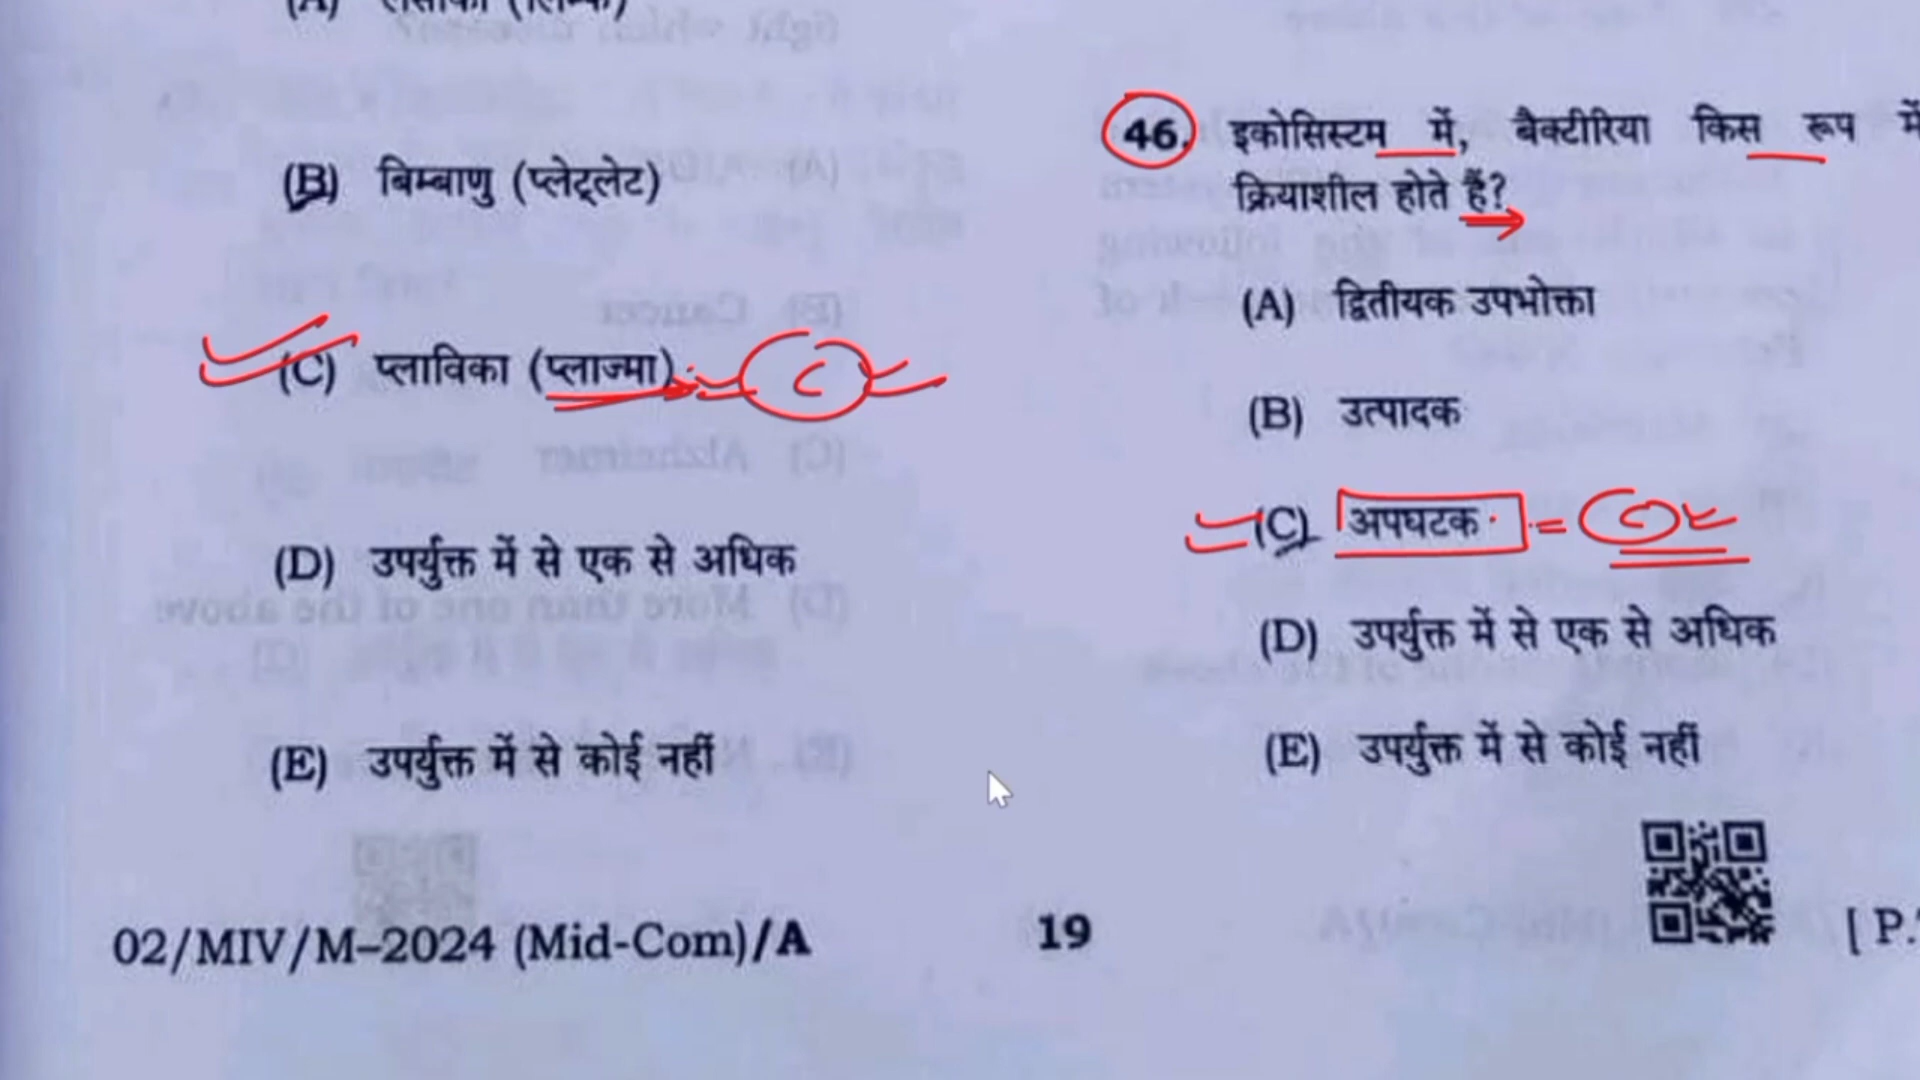 (A) लसीका (लिम्फ)
(B) बिम्बाणु (प्लेट्लेट)
(C) प्लाविका (प्लाज्मा)
C
(D) उपर्युक्त में से एक से अधिक
(E) उपर्युक्त में से कोई नहीं
46. इकोसिस्टम में, बैक्टीरिया किस रूप में
क्रियाशील होते हैं?
(A) द्वितीयक उपभोक्ता
(B) उत्पादक
(C) अपघटक = C
(D) उपर्युक्त में से एक से अधिक
(E) उपर्युक्त में से कोई नहीं
02/MIV/M–2024 (Mid-Com)/A
19
[ P.